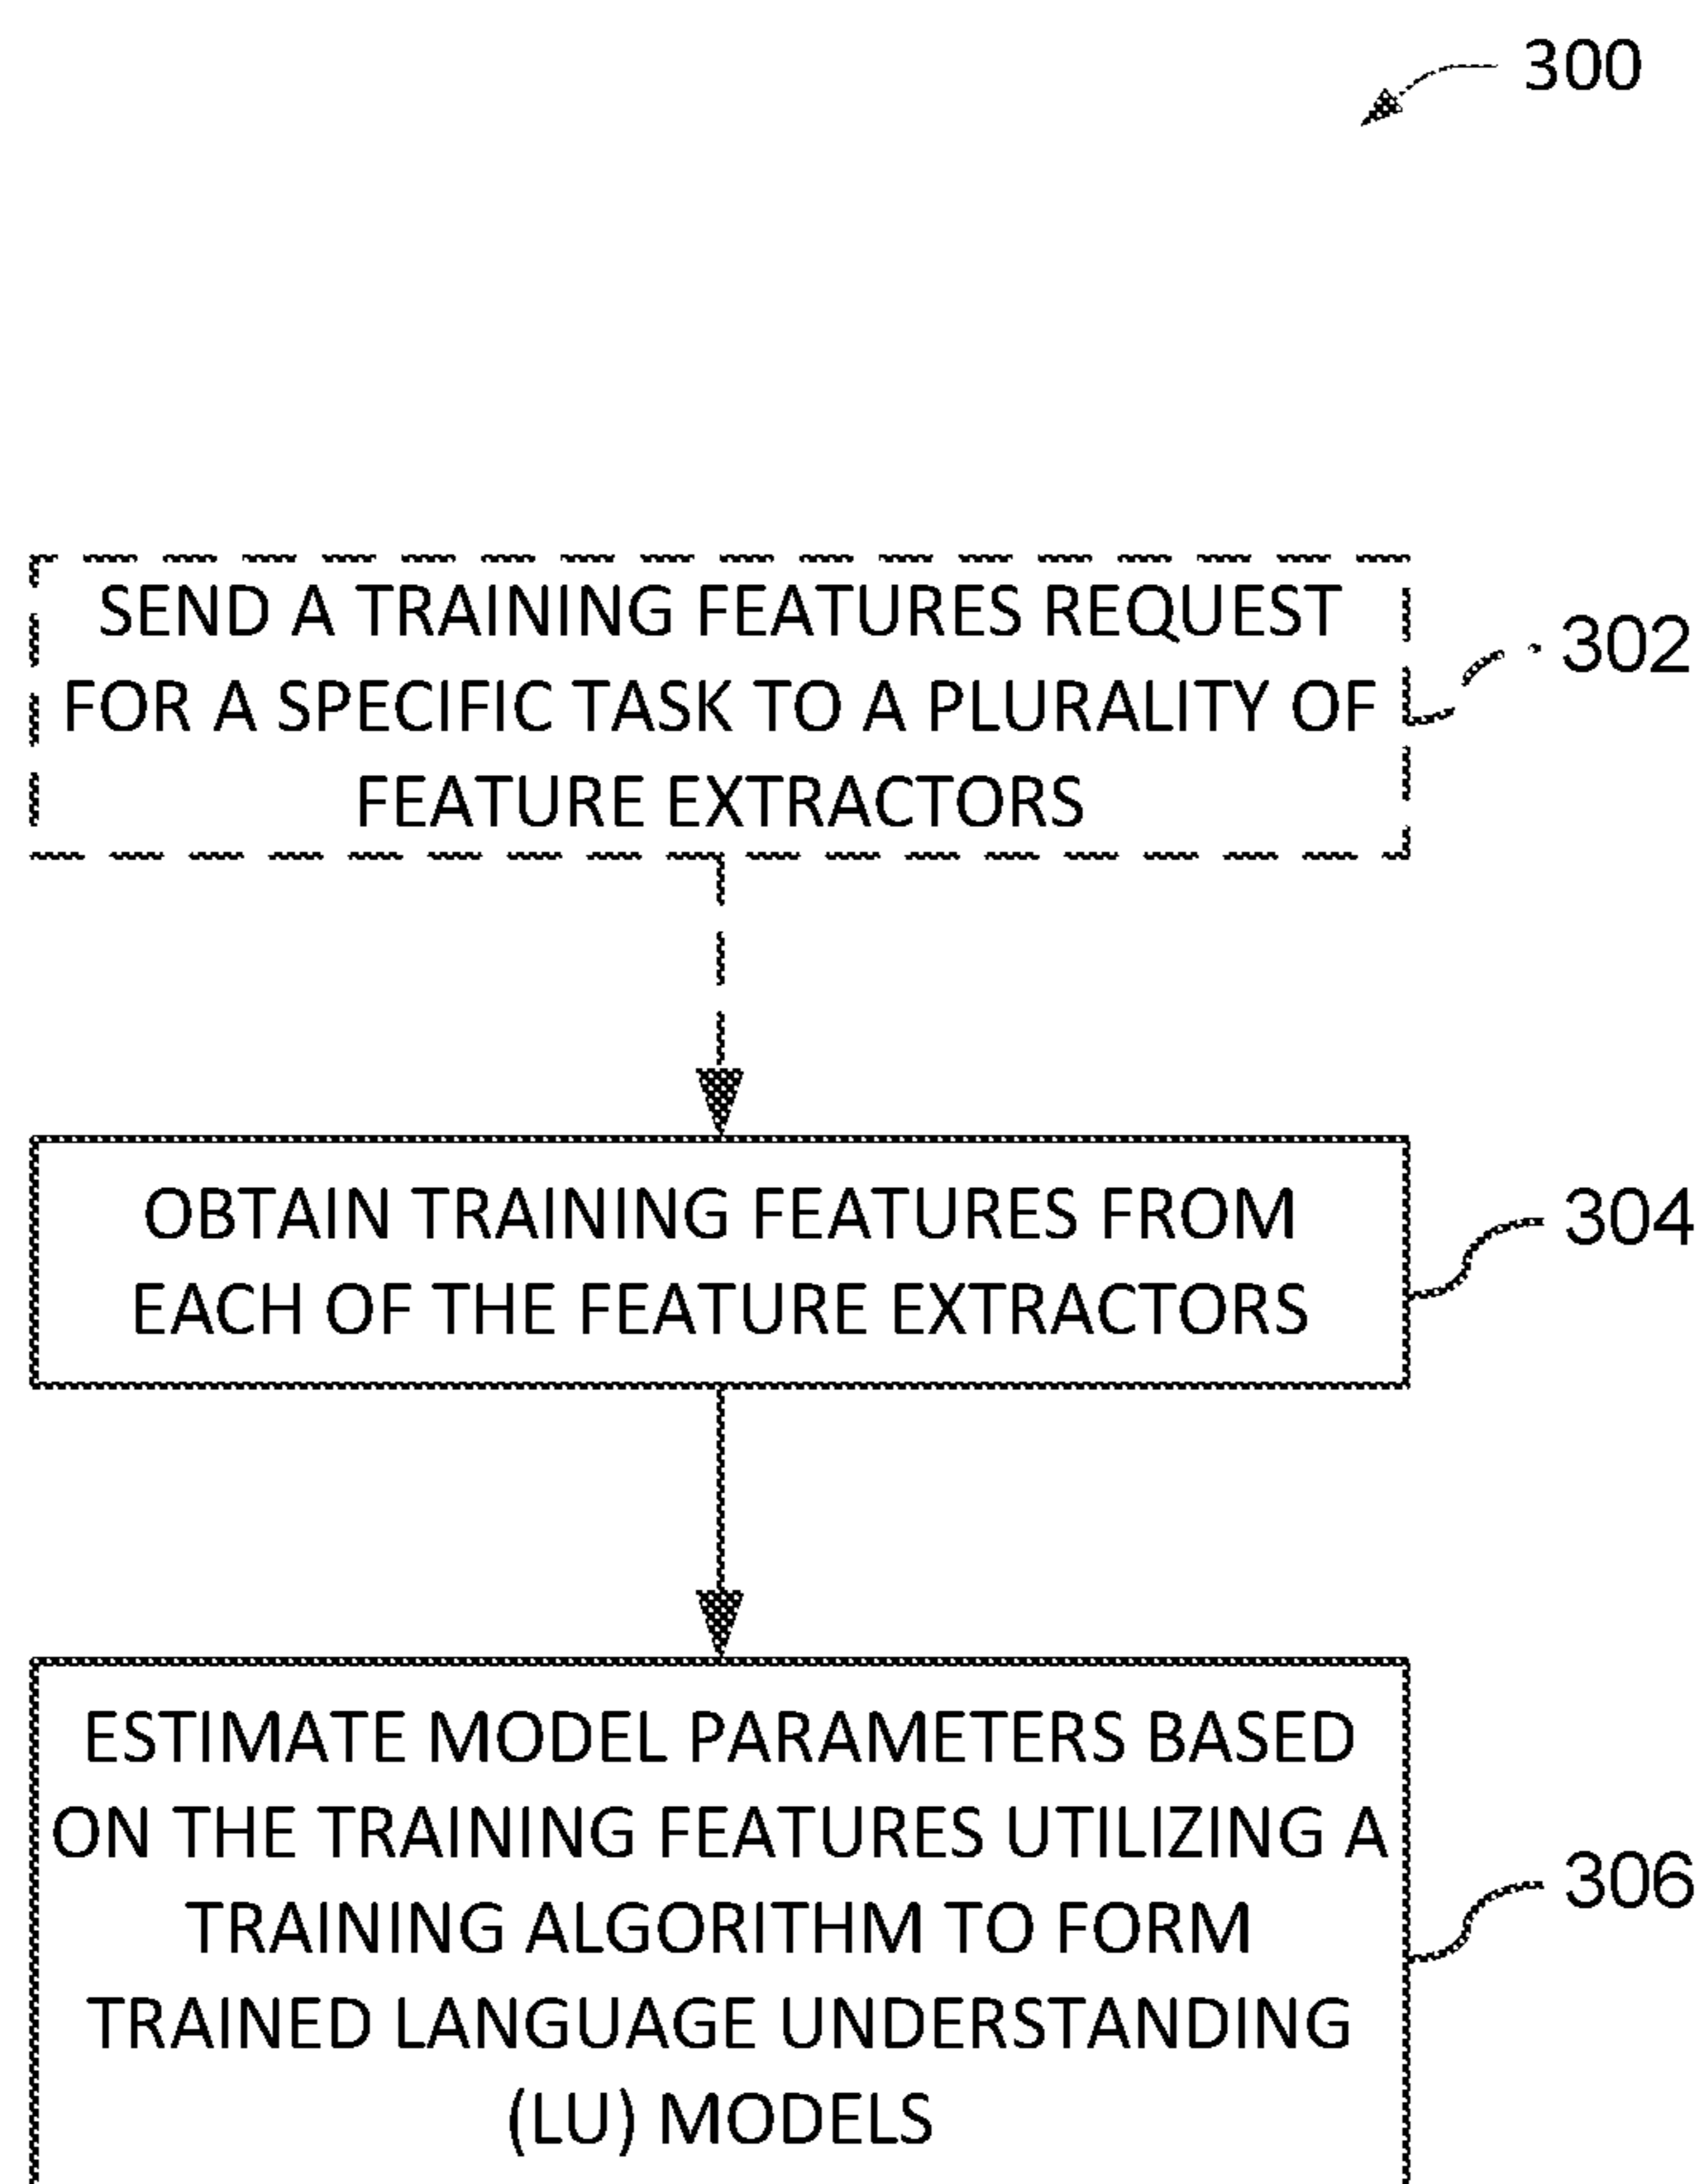 300
SEND A TRAINING FEATURES REQUEST
FOR A SPECIFIC TASK TO A PLURALITY OF
FEATURE EXTRACTORS
302
OBTAIN TRAINING FEATURES FROM
EACH OF THE FEATURE EXTRACTORS
304
ESTIMATE MODEL PARAMETERS BASED
ON THE TRAINING FEATURES UTILIZING A
TRAINING ALGORITHM TO FORM
TRAINED LANGUAGE UNDERSTANDING
(LU) MODELS
306